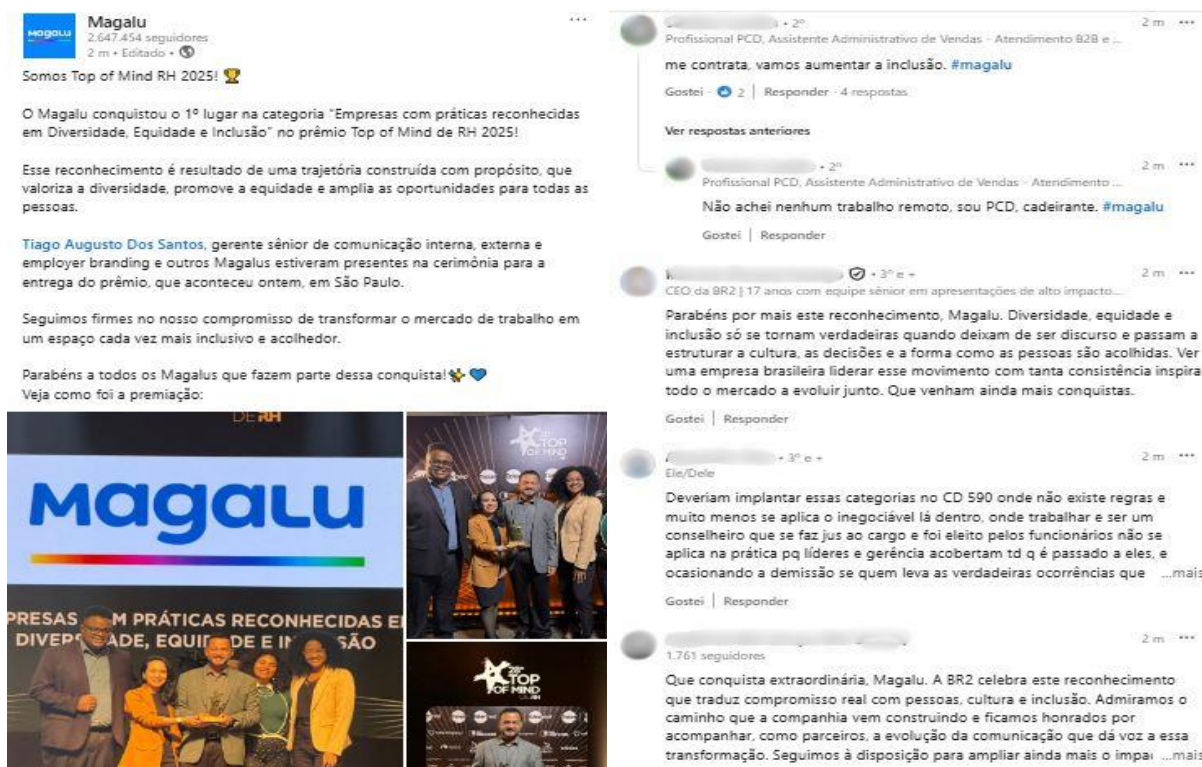 Magalu
2.647.454 seguidores
2 m • Editado •
Somos Top of Mind RH 2025! 🏆
O Magalu conquistou o 1º lugar na categoria "Empresas com práticas reconhecidas
em Diversidade, Equidade e Inclusão" no prêmio Top of Mind de RH 2025!
Esse reconhecimento é resultado de uma trajetória construída com propósito, que
valoriza a diversidade, promove a equidade e amplia as oportunidades para todas as
pessoas.
Tiago Augusto Dos Santos, gerente sênior de comunicação interna, externa e
employer branding e outros Magalus estiveram presentes na cerimônia para a
entrega do prêmio, que aconteceu ontem, em São Paulo.
Seguimos firmes no nosso compromisso de transformar o mercado de trabalho em
um espaço cada vez mais inclusivo e acolhedor.
Parabéns a todos os Magalus que fazem parte dessa conquista! 💙
Veja como foi a premiação:
DE RH
Magalu
PRESAS M PRÁTICAS RECONHECIDAS E
DIVER ADE, EQUI DE E IN SÃO
TOP
OF MIND
TOP
OF MIND
• 2º
2 m
Profissional PCD, Assistente Administrativo de Vendas - Atendimento B2B e ...
me contrata, vamos aumentar a inclusão. #magalu
Gostei · 2 | Responder · 4 respostas
Ver respostas anteriores
• 2º
2 m
Profissional PCD, Assistente Administrativo de Vendas - Atendimento ...
Não achei nenhum trabalho remoto, sou PCD, cadeirante. #magalu
Gostei | Responder
• 3º e +
2 m
CEO da BR2 | 17 anos com equipe sênior em apresentações de alto impacto...
Parabéns por mais este reconhecimento, Magalu. Diversidade, equidade e
inclusão só se tornam verdadeiras quando deixam de ser discurso e passam a
estruturar a cultura, as decisões e a forma como as pessoas são acolhidas. Ver
uma empresa brasileira liderar esse movimento com tanta consistência inspira
todo o mercado a evoluir junto. Que venham ainda mais conquistas.
Gostei | Responder
• 3º e +
2 m
Ele/Dele
Deveriam implantar essas categorias no CD 590 onde não existe regras e
muito menos se aplica o inegociável lá dentro, onde trabalhar e ser um
conselheiro que se faz jus ao cargo e foi eleito pelos funcionários não se
aplica na prática pq líderes e gerência acobertam td q é passado a eles, e
ocasionando a demissão se quem leva as verdadeiras ocorrências que ...mais
Gostei | Responder
2 m
1.761 seguidores
Que conquista extraordinária, Magalu. A BR2 celebra este reconhecimento
que traduz compromisso real com pessoas, cultura e inclusão. Admiramos o
caminho que a companhia vem construindo e ficamos honrados por
acompanhar, como parceiros, a evolução da comunicação que dá voz a essa
transformação. Seguimos à disposição para ampliar ainda mais o impa ...mais